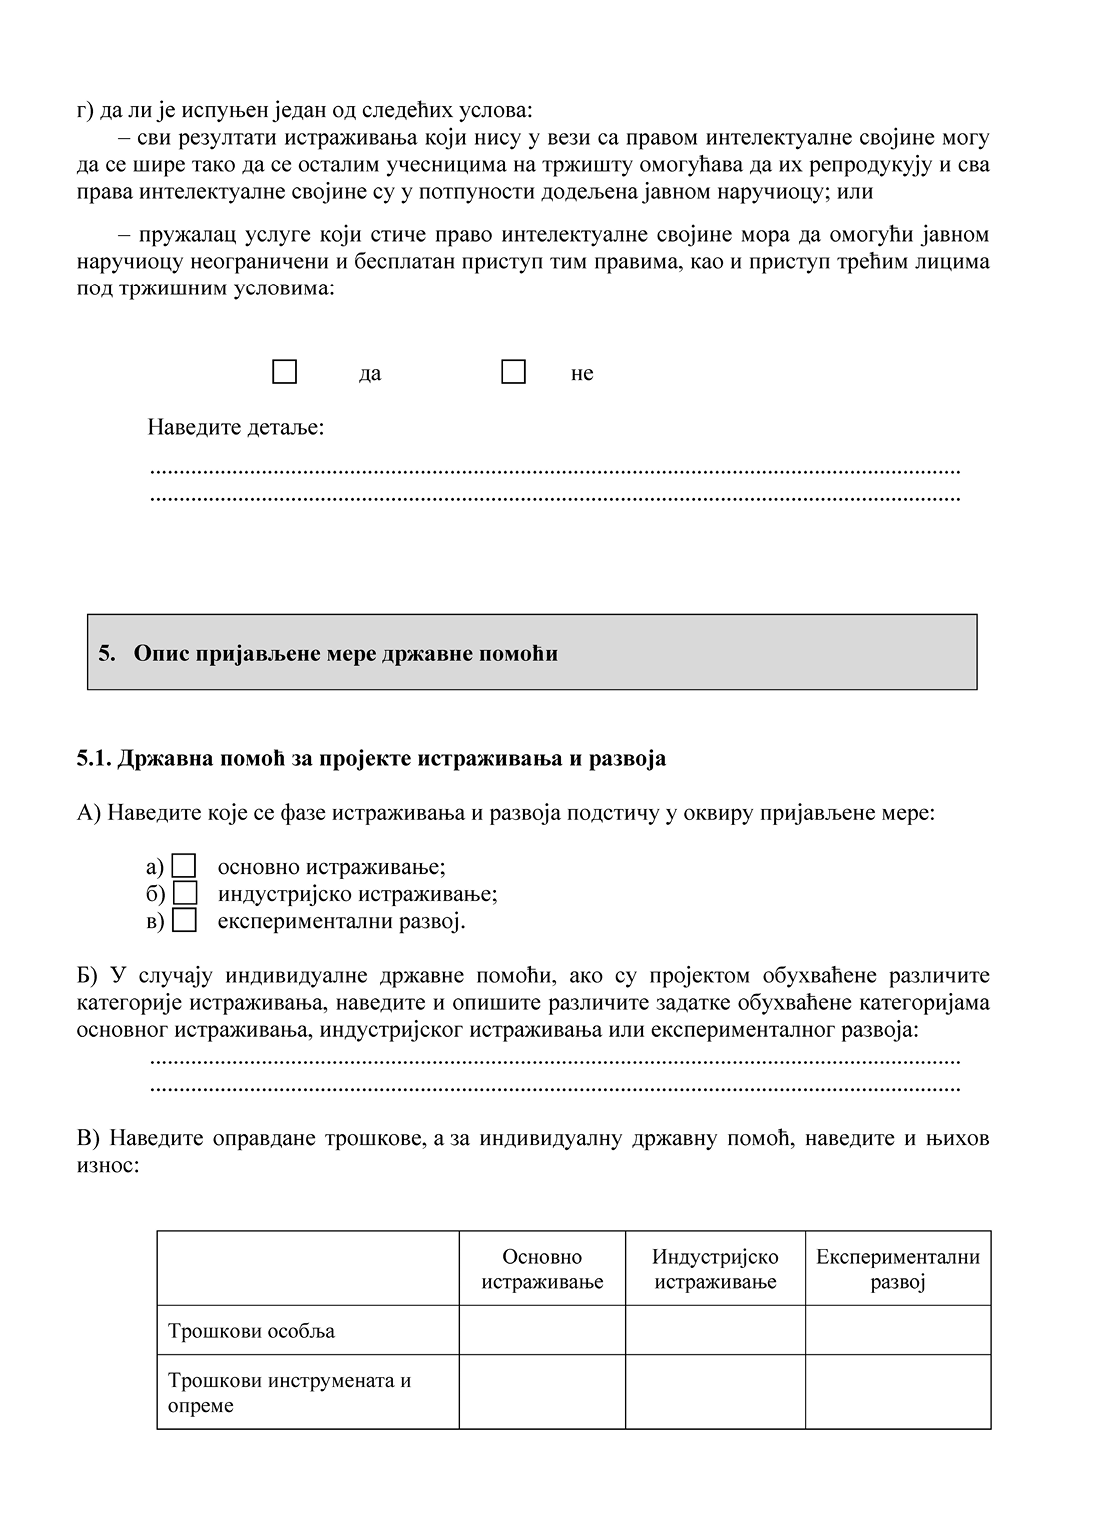 г) да ли је испуњен један од следећих услова:
– сви резултати истраживања који нису у вези са правом интелектуалне својине могу
да се шире тако да се осталим учесницима на тржишту омогућава да их репродукују и сва
права интелектуалне својине су у потпуности додељена јавном наручиоцу; или
– пружалац услуге који стиче право интелектуалне својине мора да омогући јавном
наручиоцу неограничени и бесплатан приступ тим правима, као и приступ трећим лицима
под тржишним условима:
да не
Наведите детаље:
..........................................................................................................................................
..........................................................................................................................................
5. Опис пријављене мере државне помоћи
5.1. Државна помоћ за пројекте истраживања и развоја
А) Наведите које се фазе истраживања и развоја подстичу у оквиру пријављене мере:
а) основно истраживање;
б) индустријско истраживање;
в) експериментални развој.
Б) У случају индивидуалне државне помоћи, ако су пројектом обухваћене различите
категорије истраживања, наведите и опишите различите задатке обухваћене категоријама
основног истраживања, индустријског истраживања или експерименталног развоја:
..........................................................................................................................................
..........................................................................................................................................
В) Наведите оправдане трошкове, а за индивидуалну државну помоћ, наведите и њихов
износ:
Основно Индустријско Експериментални
истраживање истраживање развој
Трошкови особља
Трошкови инструмената и
опреме